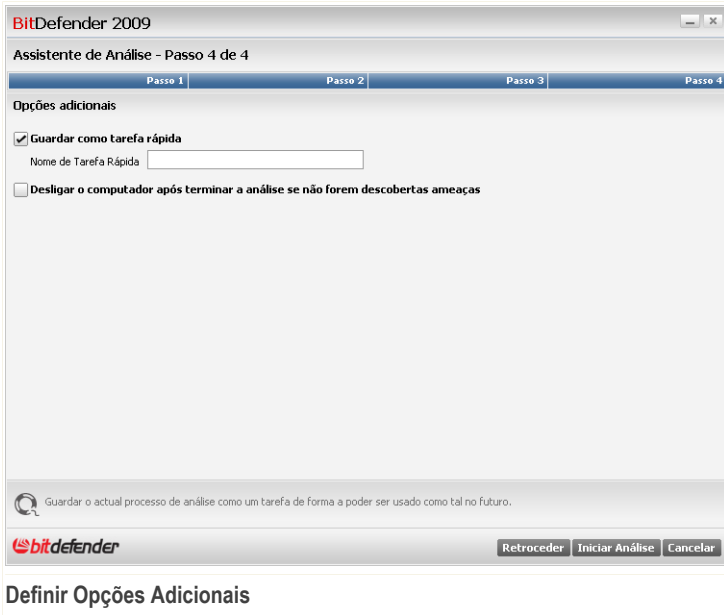 BitDefender 2009
Assistente de Análise - Passo 4 de 4
Passo 1 Passo 2 Passo 3 Passo 4
Opções adicionais
Guardar como tarefa rápida
Nome de Tarefa Rápida
Desligar o computador após terminar a análise se não forem descobertas ameaças
Guardar o actual processo de análise como um tarefa de forma a poder ser usado como tal no futuro.
bitdefender
Retroceder Iniciar Análise Cancelar
Definir Opções Adicionais